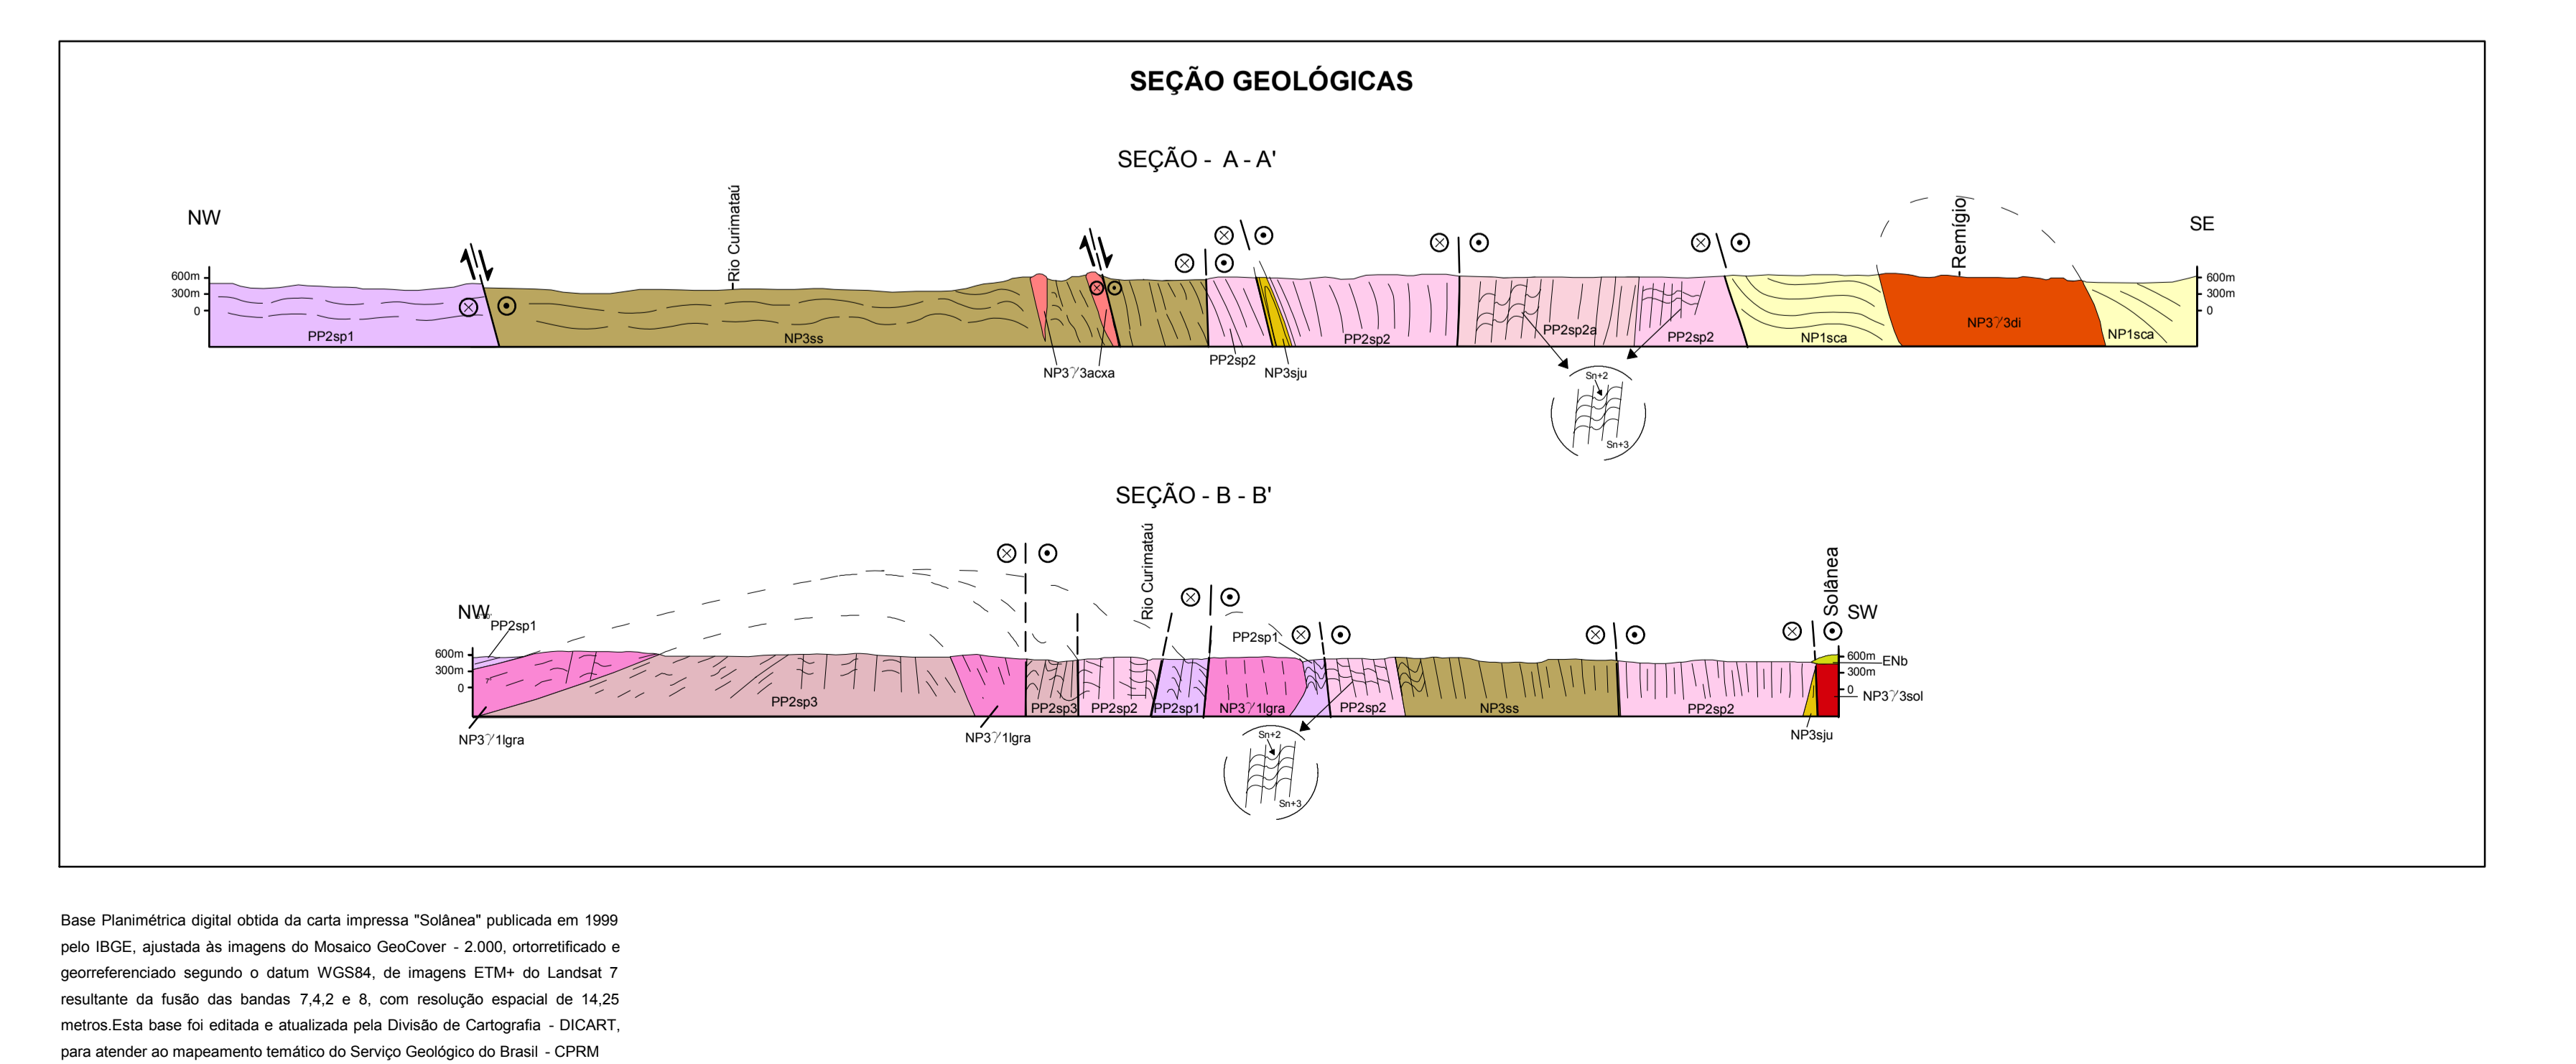 SEÇÃO GEOLÓGICAS
SEÇÃO - A - A'
NW
SE
Rio Curimataú
Remígio
600m
300m
0
600m
300m
0
PP2sp1
NP3ss
NP3γ3acxa
PP2sp2
NP3sju
PP2sp2
PP2sp2a
PP2sp2
NP1sca
NP3γ3di
NP1sca
Sn+2
Sn+3
SEÇÃO - B - B'
NW
SW
Rio Curimataú
Solânea
PP2sp1
PP2sp1
600m
300m
0
600m
300m
0
ENb
NP3γ3sol
PP2sp3
PP2sp3
PP2sp2
PP2sp1
NP3γ1lgra
PP2sp2
NP3ss
PP2sp2
NP3γ1lgra
NP3γ1lgra
NP3sju
Sn+2
Sn+3
Base Planimétrica digital obtida da carta impressa "Solânea" publicada em 1999
pelo IBGE, ajustada às imagens do Mosaico GeoCover - 2.000, ortorretificado e
georreferenciado segundo o datum WGS84, de imagens ETM+ do Landsat 7
resultante da fusão das bandas 7,4,2 e 8, com resolução espacial de 14,25
metros.Esta base foi editada e atualizada pela Divisão de Cartografia - DICART,
para atender ao mapeamento temático do Serviço Geológico do Brasil - CPRM